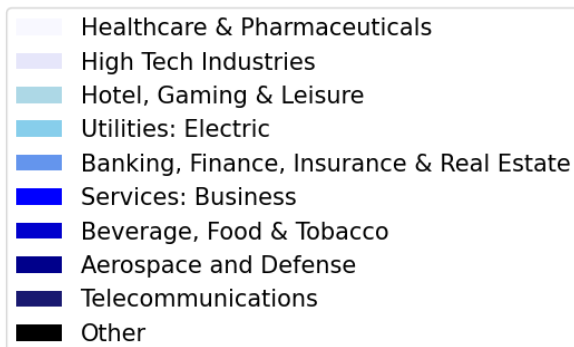 Healthcare & Pharmaceuticals
High Tech Industries
Hotel, Gaming & Leisure
Utilities: Electric
Banking, Finance, Insurance & Real Estate
Services: Business
Beverage, Food & Tobacco
Aerospace and Defense
Telecommunications
Other